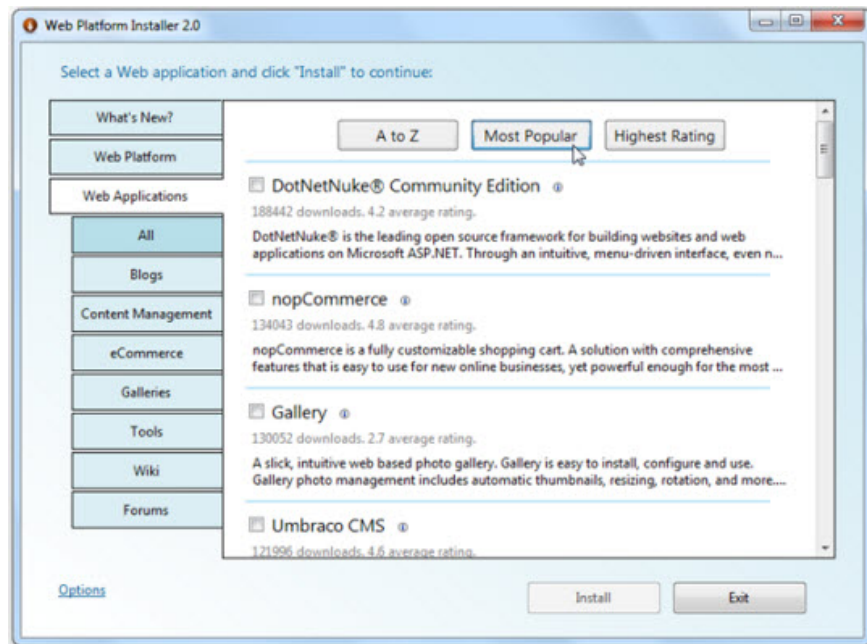 Web Platform Installer 2.0
Select a Web application and click "Install" to continue:
What's New?
Web Platform
Web Applications
All
Blogs
Content Management
eCommerce
Galleries
Tools
Wiki
Forums
A to Z
Most Popular
Highest Rating
DotNetNuke® Community Edition
188442 downloads. 4.2 average rating.
DotNetNuke® is the leading open source framework for building websites and web
applications on Microsoft ASP.NET. Through an intuitive, menu-driven interface, even n...
nopCommerce
134043 downloads. 4.8 average rating.
nopCommerce is a fully customizable shopping cart. A solution with comprehensive
features that is easy to use for new online businesses, yet powerful enough for the most ...
Gallery
130052 downloads. 2.7 average rating.
A slick, intuitive web based photo gallery. Gallery is easy to install, configure and use.
Gallery photo management includes automatic thumbnails, resizing, rotation, and more....
Umbraco CMS
121996 downloads. 4.6 average rating.
Options
Install
Exit